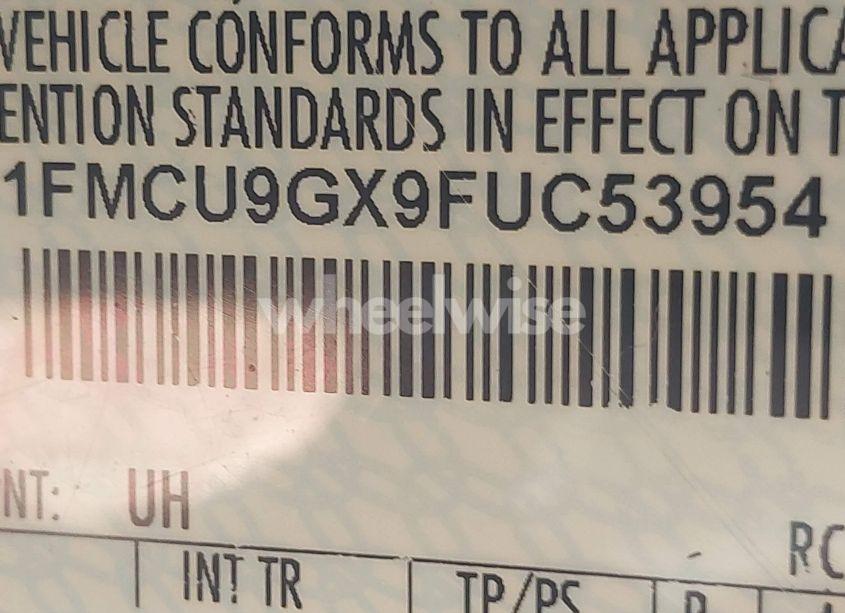 VEHICLE CONFORMS TO ALL APPLICA
ENTION STANDARDS IN EFFECT ON T
1FMCU9GX9FUC53954
wheelwise
NT: UH
RC
INT TR
TP/PS
R